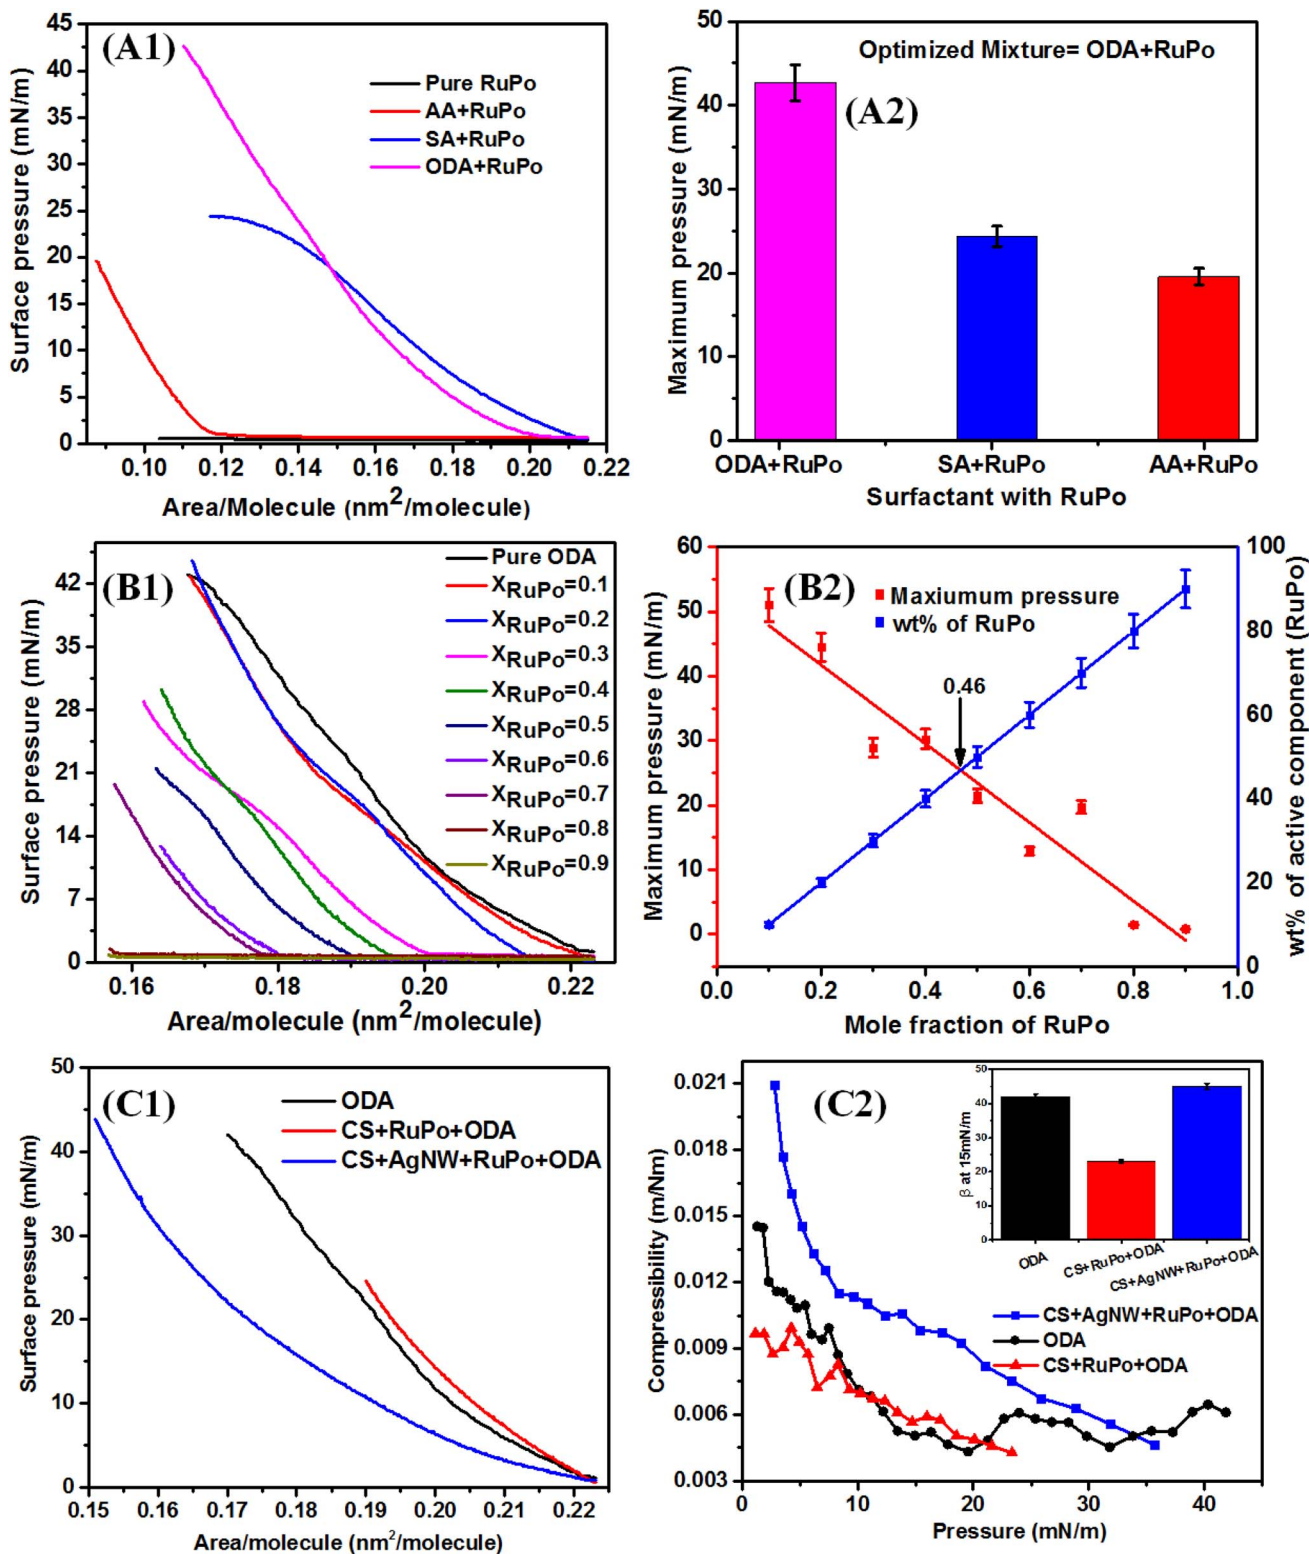 (A1)
Surface pressure (mN/m)
45
40
35
30
25
20
15
10
5
0
Pure RuPo
AA+RuPo
SA+RuPo
ODA+RuPo
0.10 0.12 0.14 0.16 0.18 0.20 0.22
Area/Molecule (nm2/molecule)
(A2)
Optimized Mixture= ODA+RuPo
Maximum pressure (mN/m)
50
40
30
20
10
0
ODA+RuPo SA+RuPo AA+RuPo
Surfactant with RuPo
(B1)
Surface pressure (mN/m)
42
35
28
21
14
7
0
Pure ODA
XRuPo=0.1
XRuPo=0.2
XRuPo=0.3
XRuPo=0.4
XRuPo=0.5
XRuPo=0.6
XRuPo=0.7
XRuPo=0.8
XRuPo=0.9
0.16 0.18 0.20 0.22
Area/molecule (nm2/molecule)
(B2)
Maximum pressure (mN/m)
60
50
40
30
20
10
0
Maxiumum pressure
wt% of RuPo
0.46
100
80
60
40
20
0
wt% of active component (RuPo)
0.0 0.2 0.4 0.6 0.8 1.0
Mole fraction of RuPo
(C1)
Surface pressure (mN/m)
50
40
30
20
10
0
ODA
CS+RuPo+ODA
CS+AgNW+RuPo+ODA
0.15 0.16 0.17 0.18 0.19 0.20 0.21 0.22
Area/molecule (nm2/molecule)
(C2)
Compressibility (m/Nm)
0.021
0.018
0.015
0.012
0.009
0.006
0.003
β at 15mN/m
50
40
30
20
10
0
ODA
CS+RuPo+ODA
CS+AgNW+RuPo+ODA
CS+AgNW+RuPo+ODA
ODA
CS+RuPo+ODA
0 10 20 30 40
Pressure (mN/m)